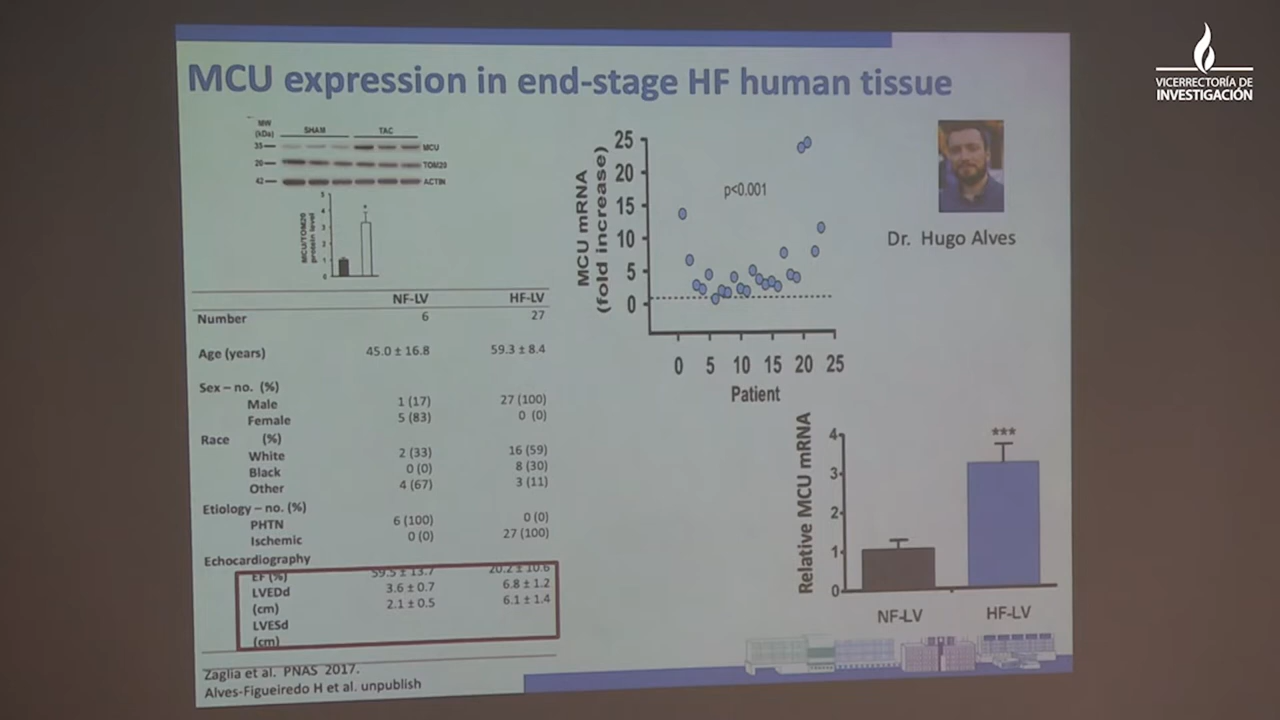 VICERRECTORÍA DE
INVESTIGACIÓN
MCU expression in end-stage HF human tissue
MW
(kDa)
SHAM TAC
35 MCU
20 TOM20
42 ACTIN
MCU/TOM20
protein level
5
4
3
2
1
0
*
NF-LV HF-LV
Number 6 27
Age (years) 45.0 ± 16.8 59.3 ± 8.4
Sex – no. (%)
Male 1 (17) 27 (100)
Female 5 (83) 0 (0)
Race (%)
White 2 (33) 16 (59)
Black 0 (0) 8 (30)
Other 4 (67) 3 (11)
Etiology – no. (%)
PHTN 6 (100) 0 (0)
Ischemic 0 (0) 27 (100)
Echocardiography
EF (%) 59.5 ± 13.7 20.2 ± 10.6
LVEDd 3.6 ± 0.7 6.8 ± 1.2
(cm) 2.1 ± 0.5 6.1 ± 1.4
LVESd
(cm)
Zaglia et al. PNAS 2017.
Alves-Figueiredo H et al. unpublish
MCU mRNA
(fold increase)
25
20
15
10
5
0
p<0.001
0 5 10 15 20 25
Patient
Dr. Hugo Alves
Relative MCU mRNA
4
3
2
1
0
***
NF-LV HF-LV